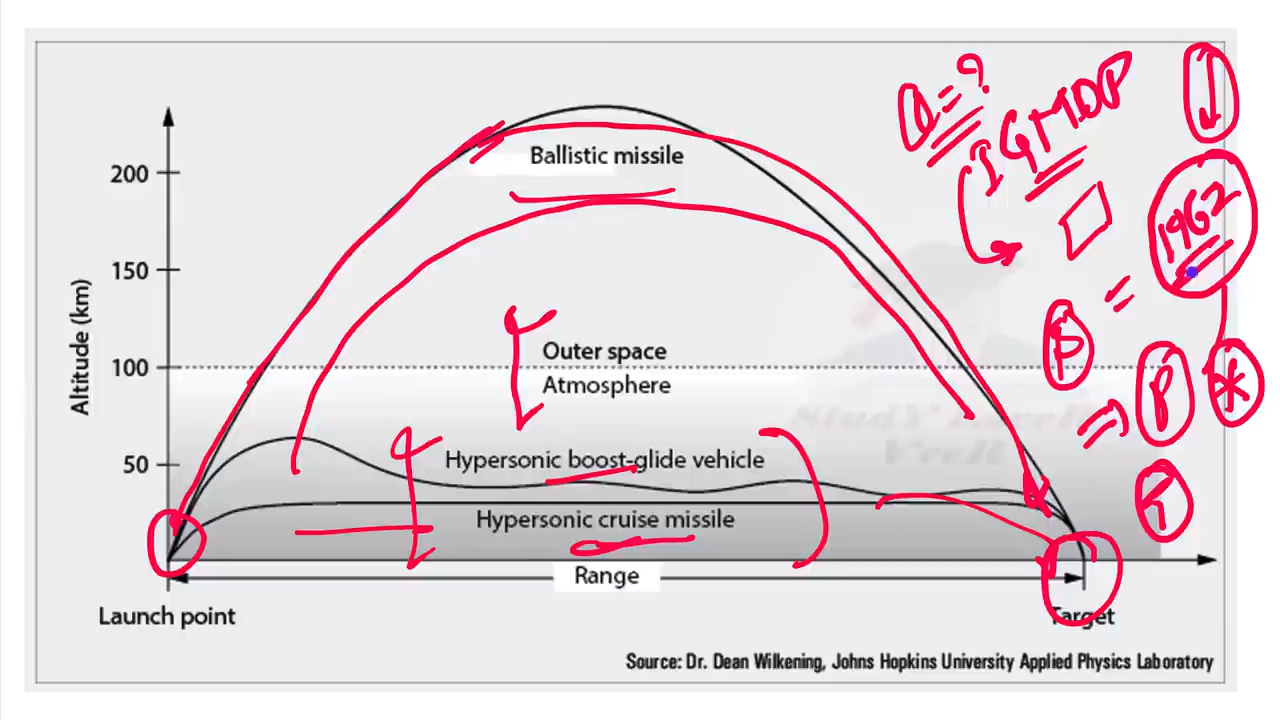 Q=?
IGMDP
200
Ballistic missile
1962
150
Altitude (km)
Outer space
P
100
Atmosphere
P
50
Hypersonic boost-glide vehicle
Hypersonic cruise missile
Range
Launch point
Target
Source: Dr. Dean Wilkening, Johns Hopkins University Applied Physics Laboratory